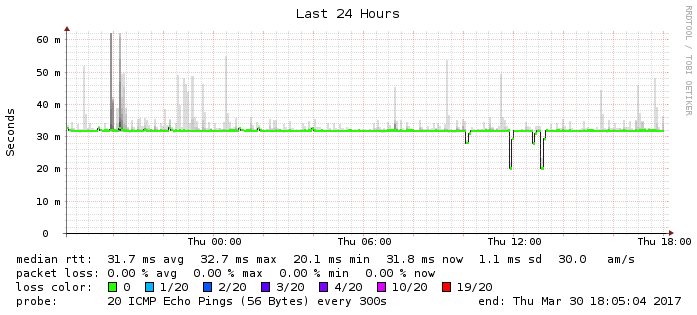 Last 24 Hours
RRDTOOL / TOBI OETIKER
Seconds
60 m
50 m
40 m
30 m
20 m
10 m
0
Thu 00:00 Thu 06:00 Thu 12:00 Thu 18:00
median rtt: 31.7 ms avg 32.7 ms max 20.1 ms min 31.8 ms now 1.1 ms sd 30.0 am/s
packet loss: 0.00 % avg 0.00 % max 0.00 % min 0.00 % now
loss color: 0 1/20 2/20 3/20 4/20 10/20 19/20
probe: 20 ICMP Echo Pings (56 Bytes) every 300s end: Thu Mar 30 18:05:04 2017